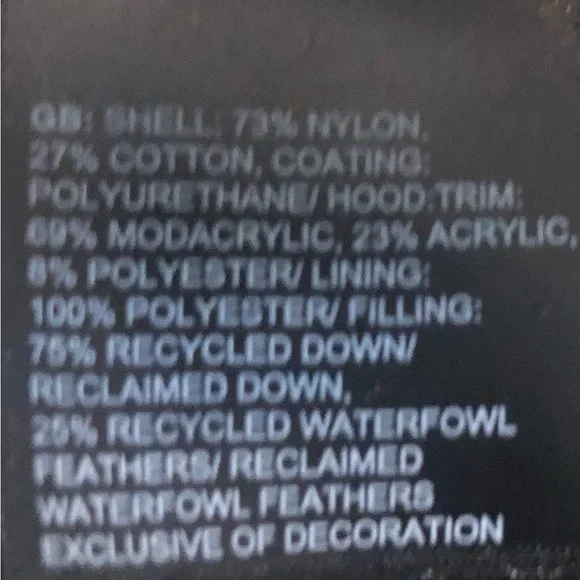 GB: SHELL: 73% NYLON,
27% COTTON, COATING:
POLYURETHANE/ HOOD TRIM:
69% MODACRYLIC, 23% ACRYLIC,
8% POLYESTER/ LINING:
100% POLYESTER/ FILLING:
75% RECYCLED DOWN/
RECLAIMED DOWN,
25% RECYCLED WATERFOWL
FEATHERS/ RECLAIMED
WATERFOWL FEATHERS
EXCLUSIVE OF DECORATION